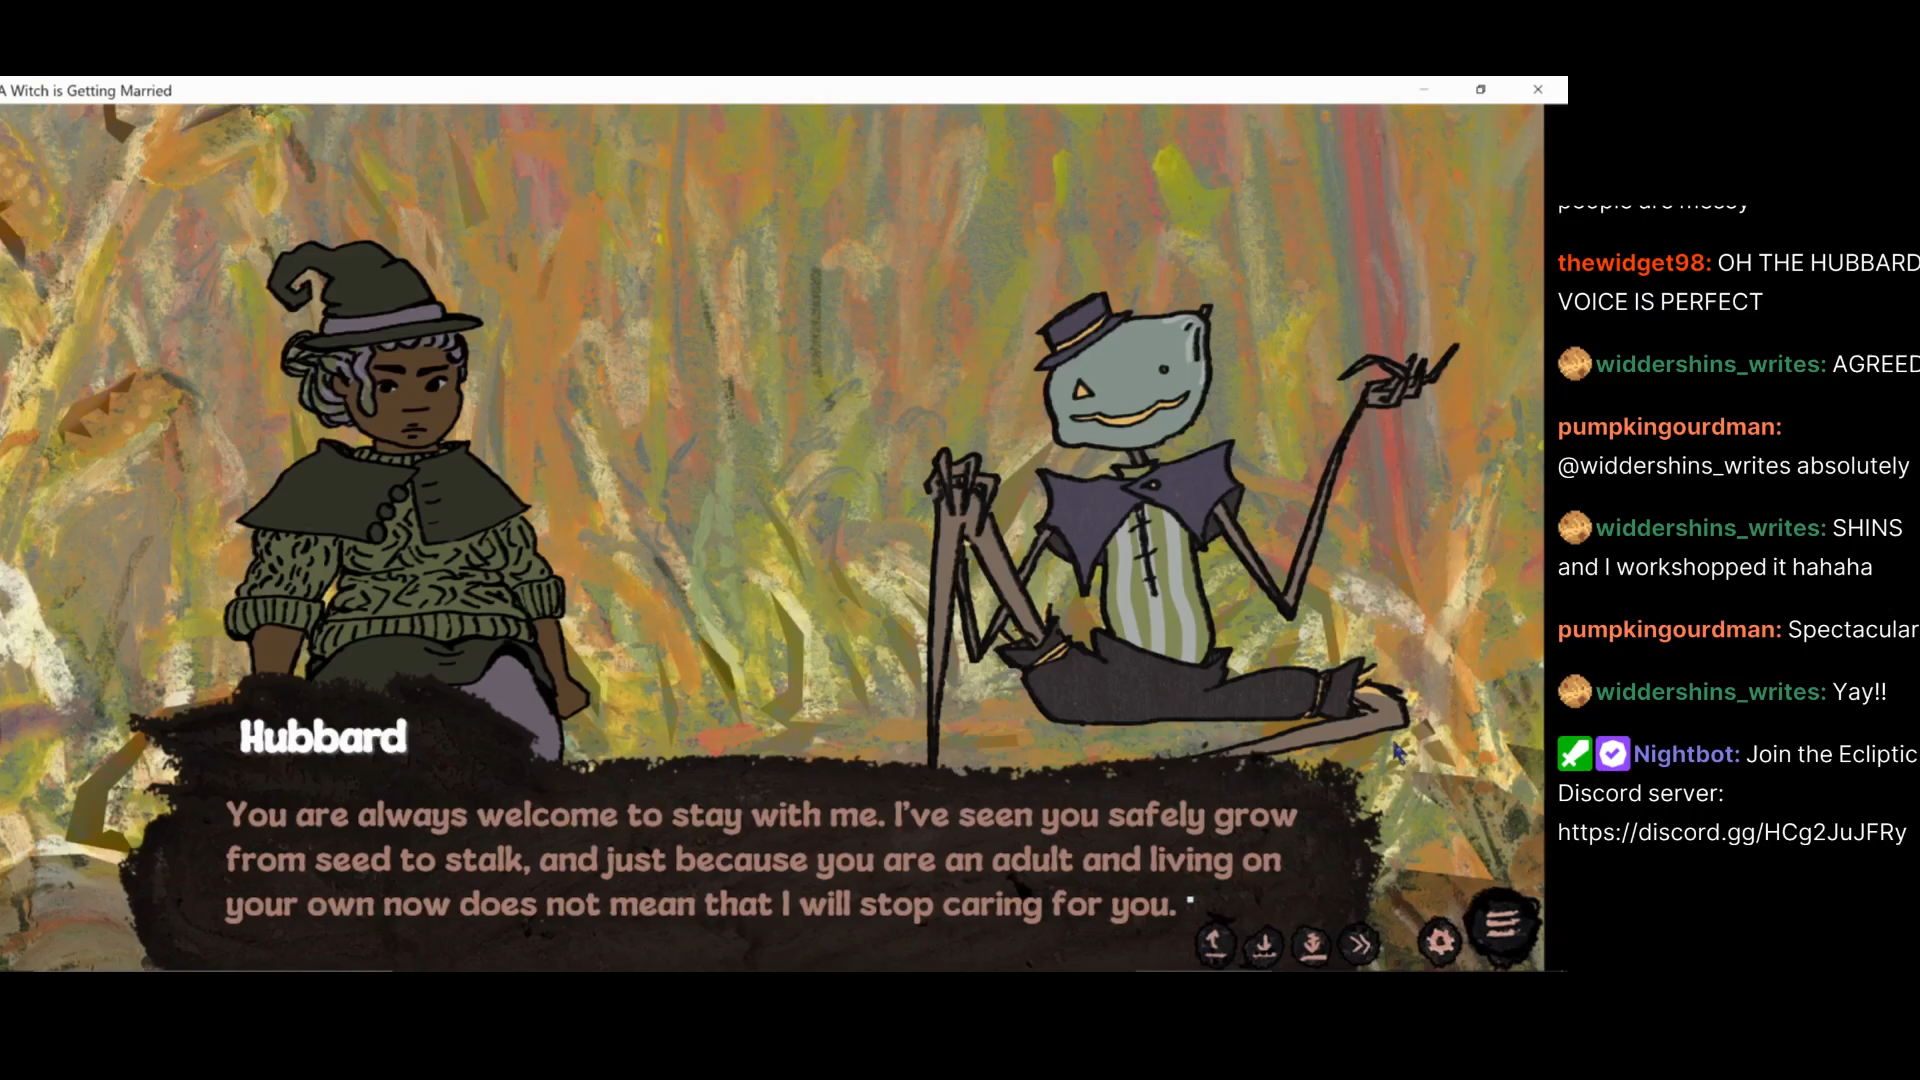 A Witch is Getting Married
thewidget98: OH THE HUBBARD
VOICE IS PERFECT
widdershins_writes: AGREED
pumpkingourdman:
@widdershins_writes absolutely
widdershins_writes: SHINS
and I workshopped it hahaha
pumpkingourdman: Spectacular
widdershins_writes: Yay!!
Nightbot: Join the Ecliptic
Discord server:
https://discord.gg/HCg2JuJFRy
Hubbard
You are always welcome to stay with me. I've seen you safely grow
from seed to stalk, and just because you are an adult and living on
your own now does not mean that I will stop caring for you.